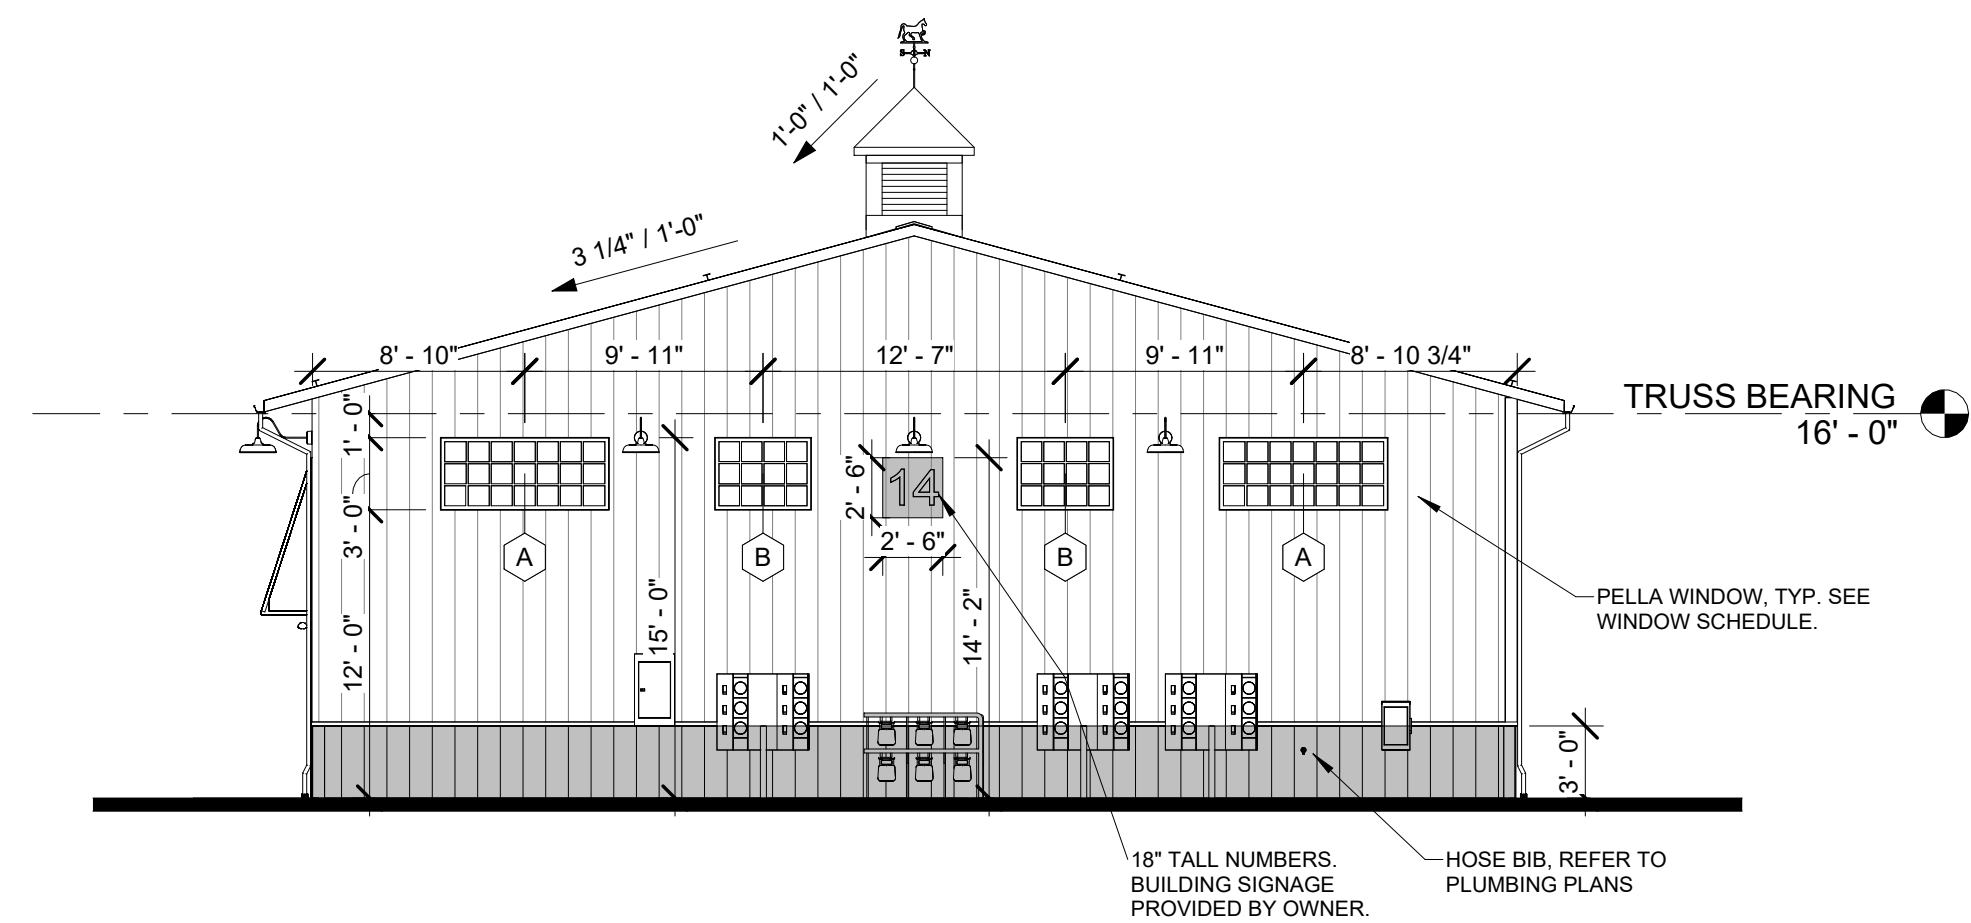 S N
1'-0" / 1'-0"
3 1/4" / 1'-0"
8' - 10" 9' - 11" 12' - 7" 9' - 11" 8' - 10 3/4"
TRUSS BEARING
16' - 0"
1' - 0"
3' - 0"
12' - 0"
15' - 0"
2' - 6"
14
2' - 6"
14' - 2"
A B B A
PELLA WINDOW, TYP. SEE
WINDOW SCHEDULE.
3' - 0"
18" TALL NUMBERS.
BUILDING SIGNAGE
PROVIDED BY OWNER.
HOSE BIB, REFER TO
PLUMBING PLANS